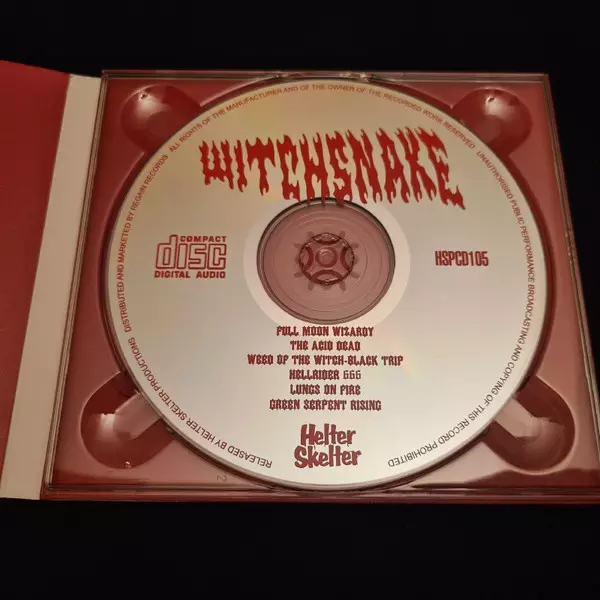 WITCHSNAKE
COMPACT
disc
DIGITAL AUDIO
HSPCD105
FULL MOON WIZARDY
THE ACID DEAD
WEED OF THE WITCH-BLACK TRIP
HELLRIDER 666
LUNGS ON FIRE
GREEN SERPENT RISING
Helter
Skelter
RELEASED BY HELTER SKELTER PRODUCTIONS DISTRIBUTED AND MARKETED BY REGAIN RECORDS ALL RIGHTS OF THE MANUFACTURER AND OF THE OWNER OF THE RECORDED WORK RESERVED UNAUTHORISED PUBLIC PERFORMANCE BROADCASTING AND COPYING OF THIS RECORD PROHIBITED
2